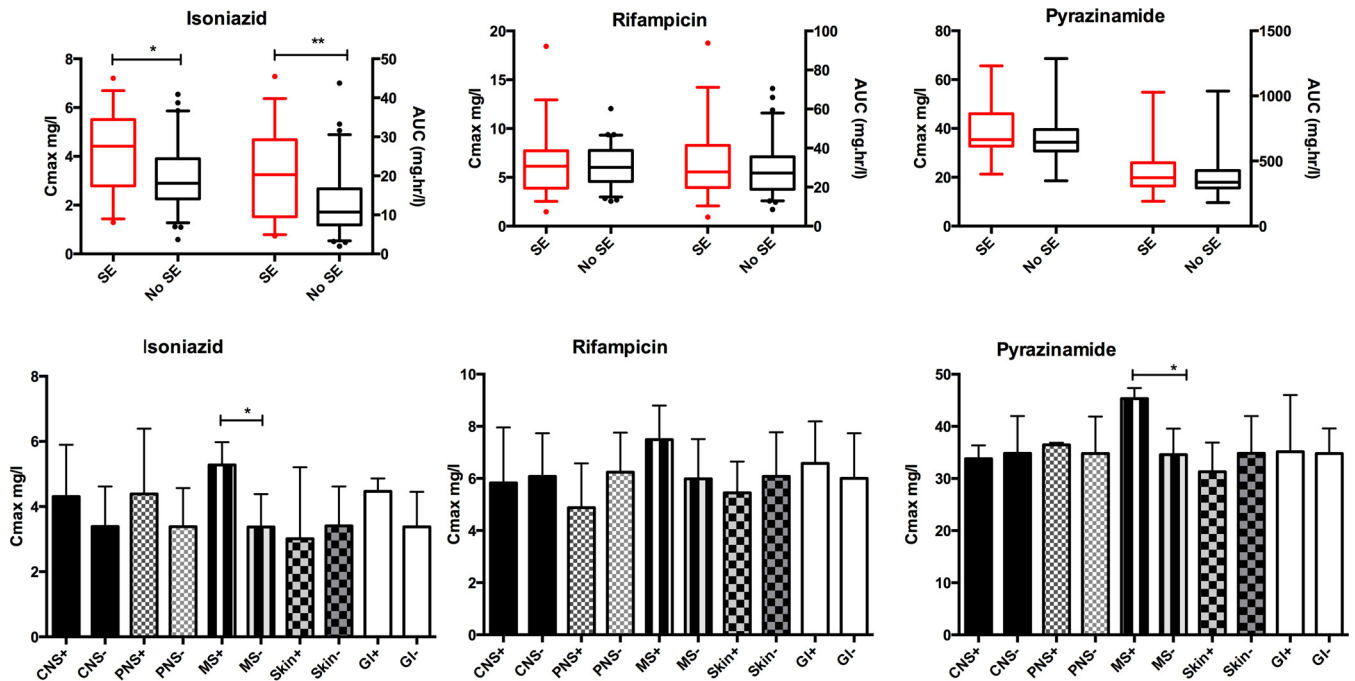 Isoniazid
Rifampicin
Pyrazinamide
*
**
Cmax mg/l
8
6
4
2
0
50
40
30
20
10
0
AUC (mg.hr/l)
SE
No SE
SE
No SE
Cmax mg/l
20
15
10
5
0
100
80
60
40
20
0
AUC (mg.hr/l)
SE
No SE
SE
No SE
Cmax mg/l
80
60
40
20
0
1500
1000
500
0
AUC (mg.hr/l)
SE
No SE
SE
No SE
Isoniazid
*
Cmax mg/l
8
6
4
2
0
CNS+
CNS-
PNS+
PNS-
MS+
MS-
Skin+
Skin-
GI+
GI-
Rifampicin
Cmax mg/l
10
8
6
4
2
0
CNS+
CNS-
PNS+
PNS-
MS+
MS-
Skin+
Skin-
GI+
GI-
Pyrazinamide
*
Cmax mg/l
50
40
30
20
10
0
CNS+
CNS-
PNS+
PNS-
MS+
MS-
Skin+
Skin-
GI+
GI-